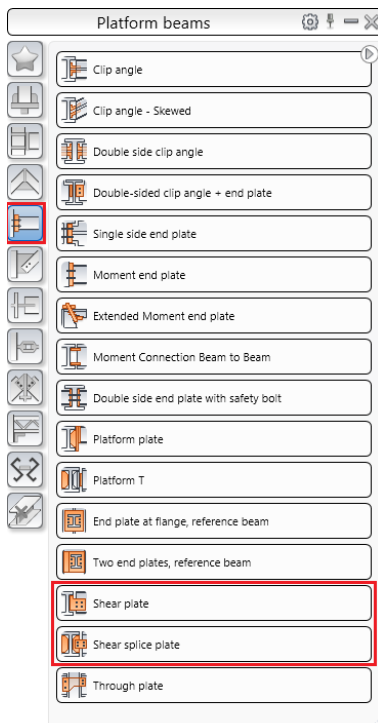 Platform beams
Clip angle
Clip angle - Skewed
Double side clip angle
Double-sided clip angle + end plate
Single side end plate
Moment end plate
Extended Moment end plate
Moment Connection Beam to Beam
Double side end plate with safety bolt
Platform plate
Platform T
End plate at flange, reference beam
Two end plates, reference beam
Shear plate
Shear splice plate
Through plate